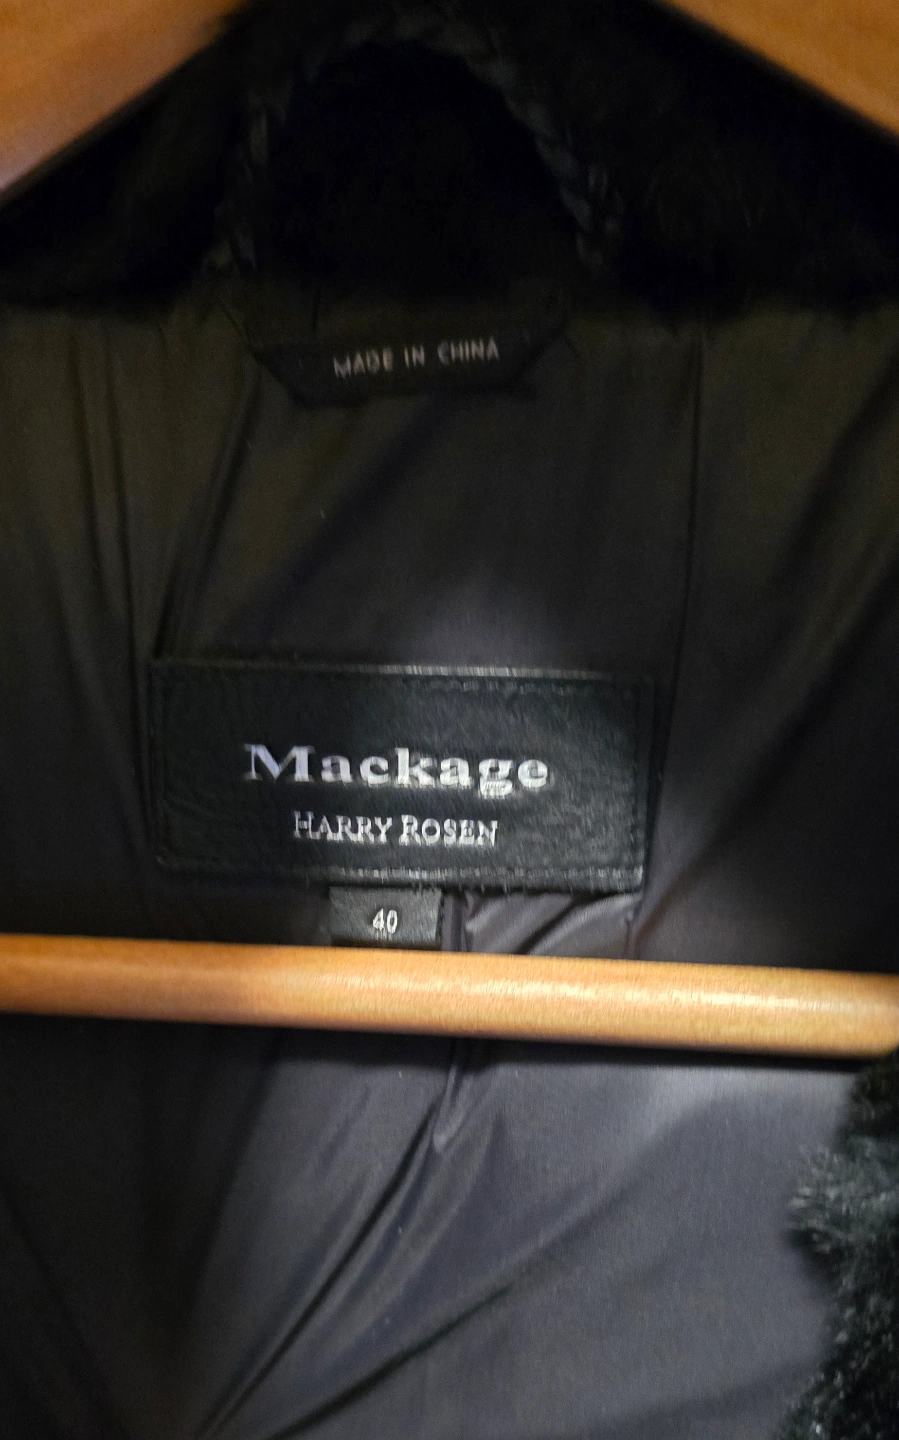 MADE IN CHINA
Mackage
HARRY ROSEN
40